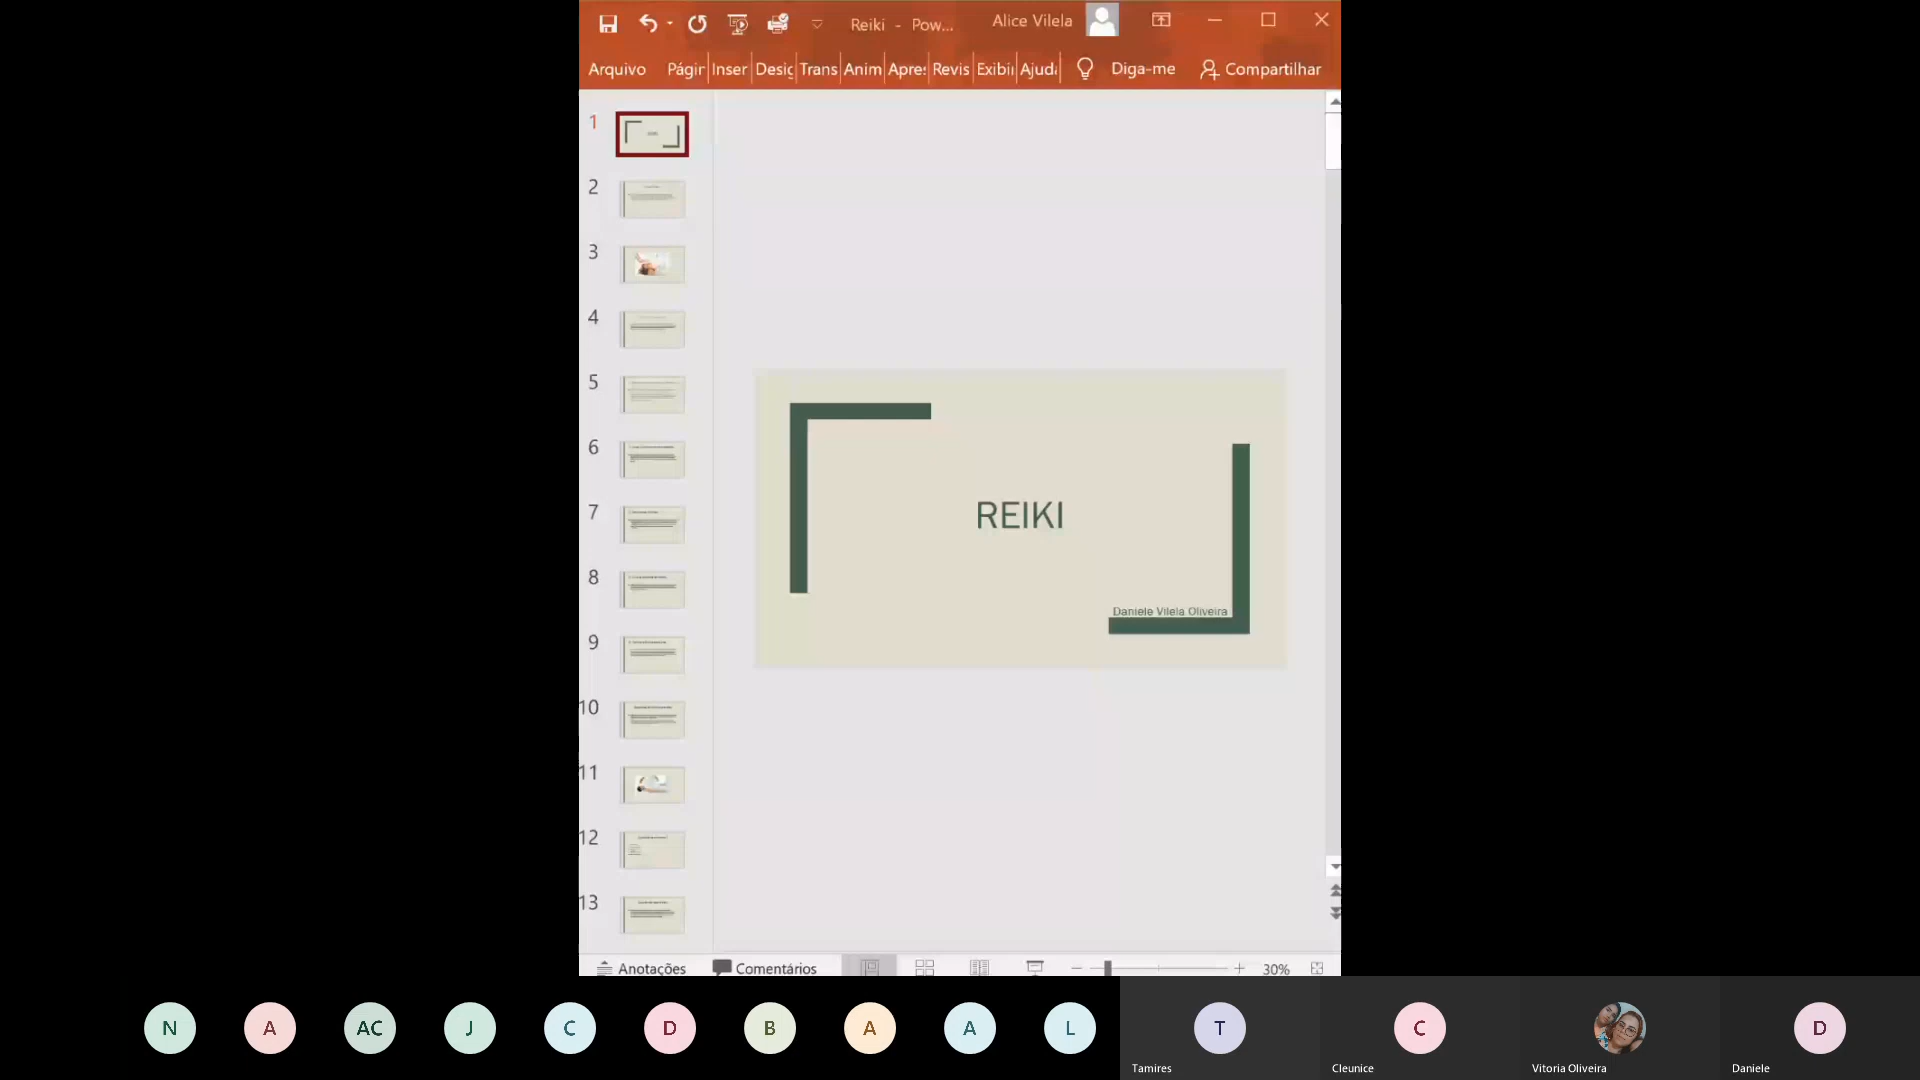 Reiki - Pow...
Alice Vilela
Arquivo Págir Inser Desig Trans Anim Apre: Revis Exibi Ajuda Diga-me Compartilhar
1
2
3
4
5
6
7
8
9
10
11
12
13
REIKI
Daniele Vilela Oliveira
Anotações Comentários 30%
N A AC J C D B A A L T C D
Tamires Cleunice Vitoria Oliveira Daniele